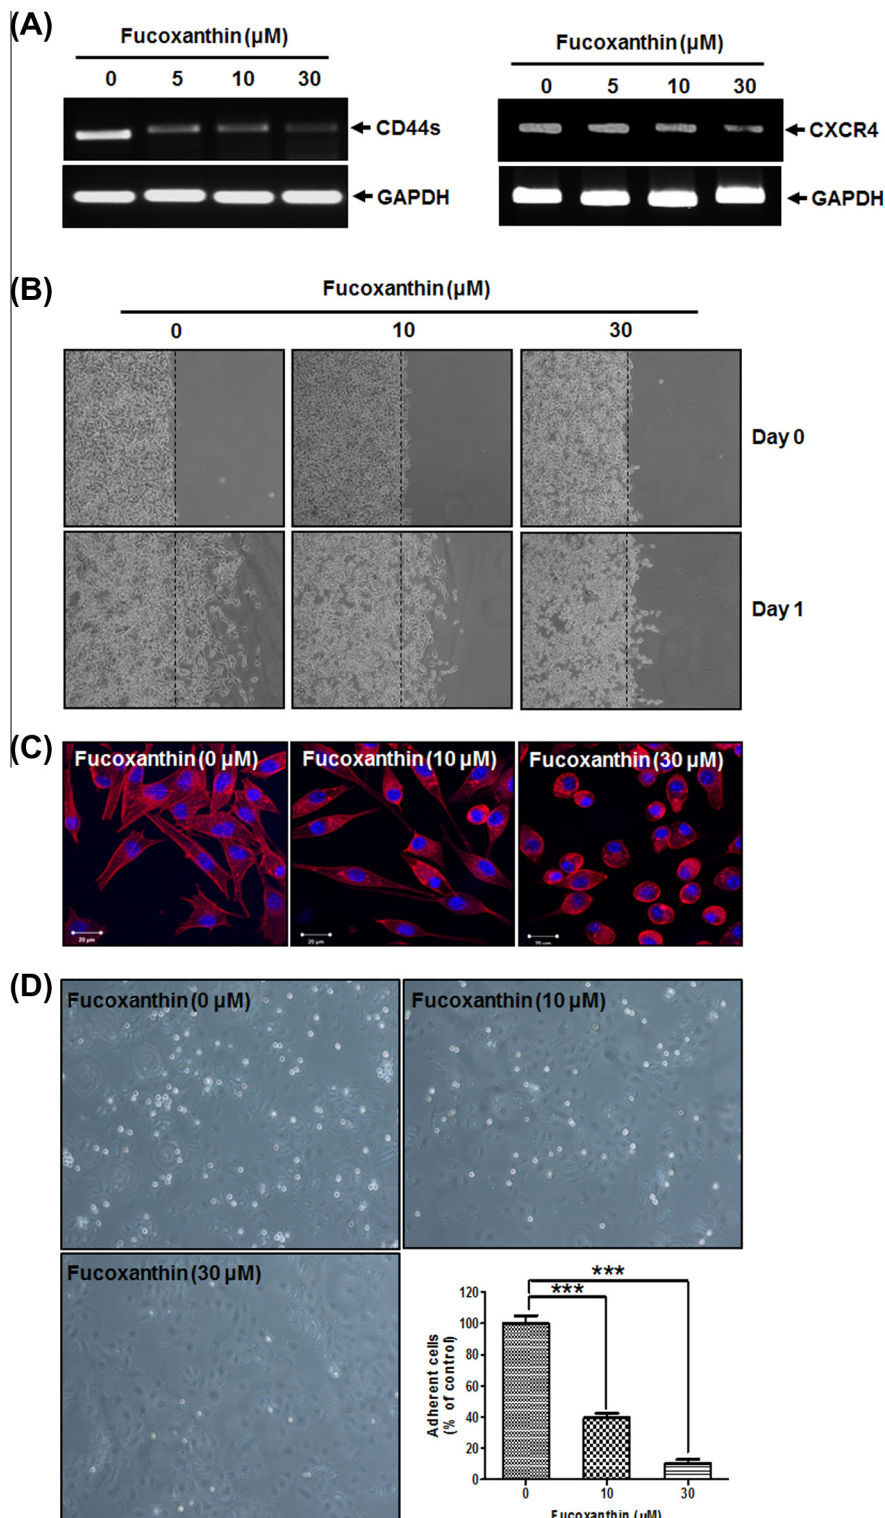 (A)
Fucoxanthin (µM)
0 5 10 30
CD44s
GAPDH
Fucoxanthin (µM)
0 5 10 30
CXCR4
GAPDH
(B)
Fucoxanthin (µM)
0 10 30
Day 0
Day 1
(C)
Fucoxanthin (0 µM)
Fucoxanthin (10 µM)
Fucoxanthin (30 µM)
20 µm
20 µm
20 µm
(D)
Fucoxanthin (0 µM)
Fucoxanthin (10 µM)
Fucoxanthin (30 µM)
***
***
120
100
80
60
40
20
0
Adherent cells
(% of control)
0 10 30
Fucoxanthin (µM)